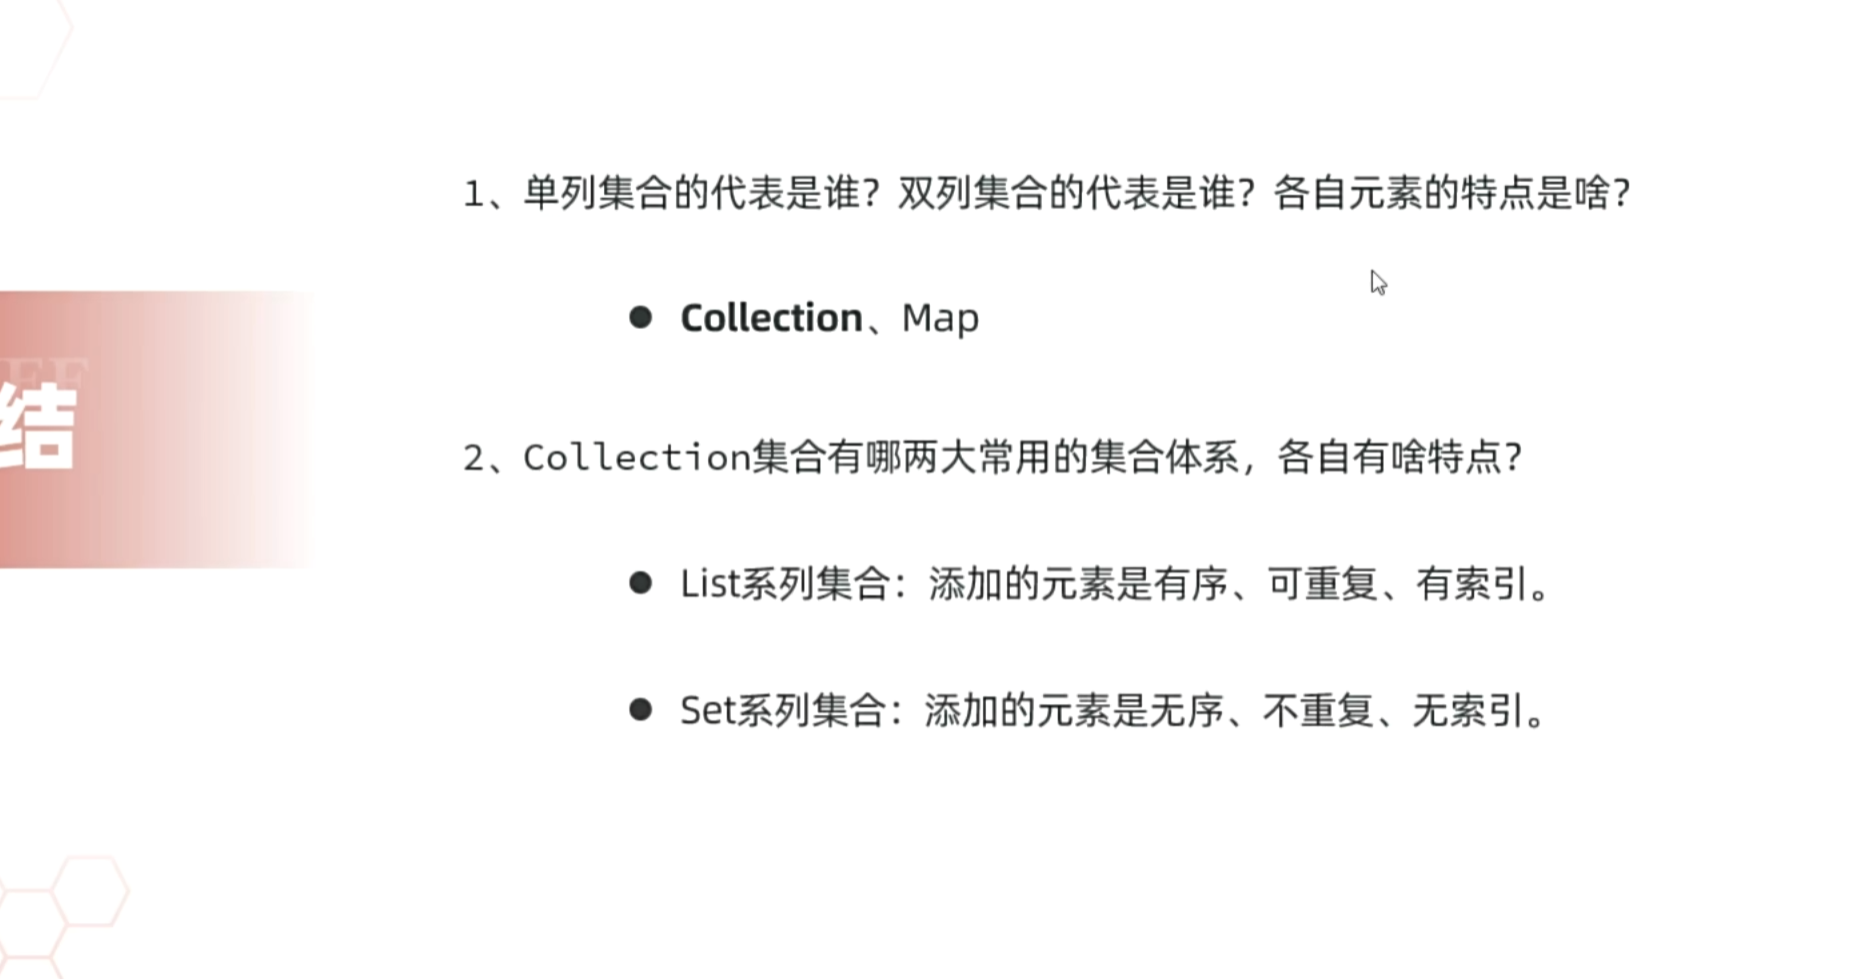 1、单列集合的代表是谁？双列集合的代表是谁？各自元素的特点是啥？
Collection、Map
结
2、Collection集合有哪两大常用的集合体系，各自有啥特点？
List系列集合：添加的元素是有序、可重复、有索引。
Set系列集合：添加的元素是无序、不重复、无索引。